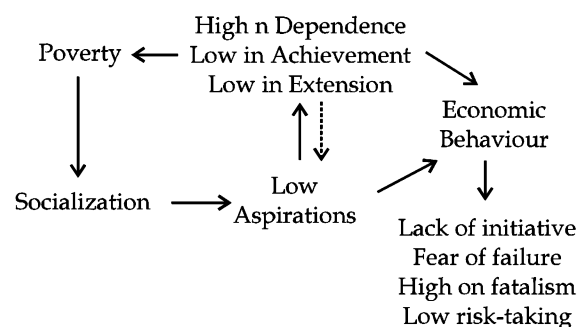 High n Dependence
Poverty
Low in Achievement
Low in Extension
Economic
Behaviour
Socialization
Low
Aspirations
Lack of initiative
Fear of failure
High on fatalism
Low risk-taking